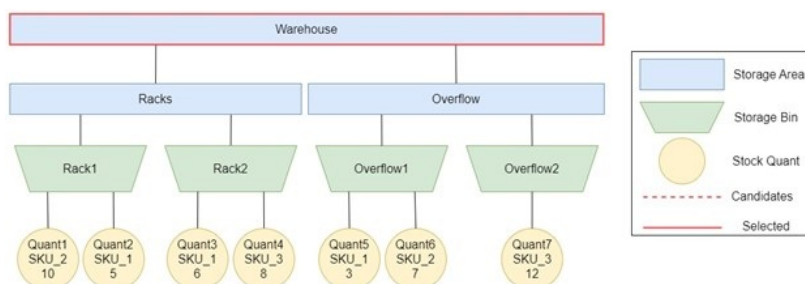 Warehouse
Racks
Overflow
Rack1
Rack2
Overflow1
Overflow2
Quant1
SKU_2
10
Quant2
SKU_1
5
Quant3
SKU_1
6
Quant4
SKU_3
8
Quant5
SKU_1
3
Quant6
SKU_2
7
Quant7
SKU_3
12
Storage Area
Storage Bin
Stock Quant
Candidates
Selected